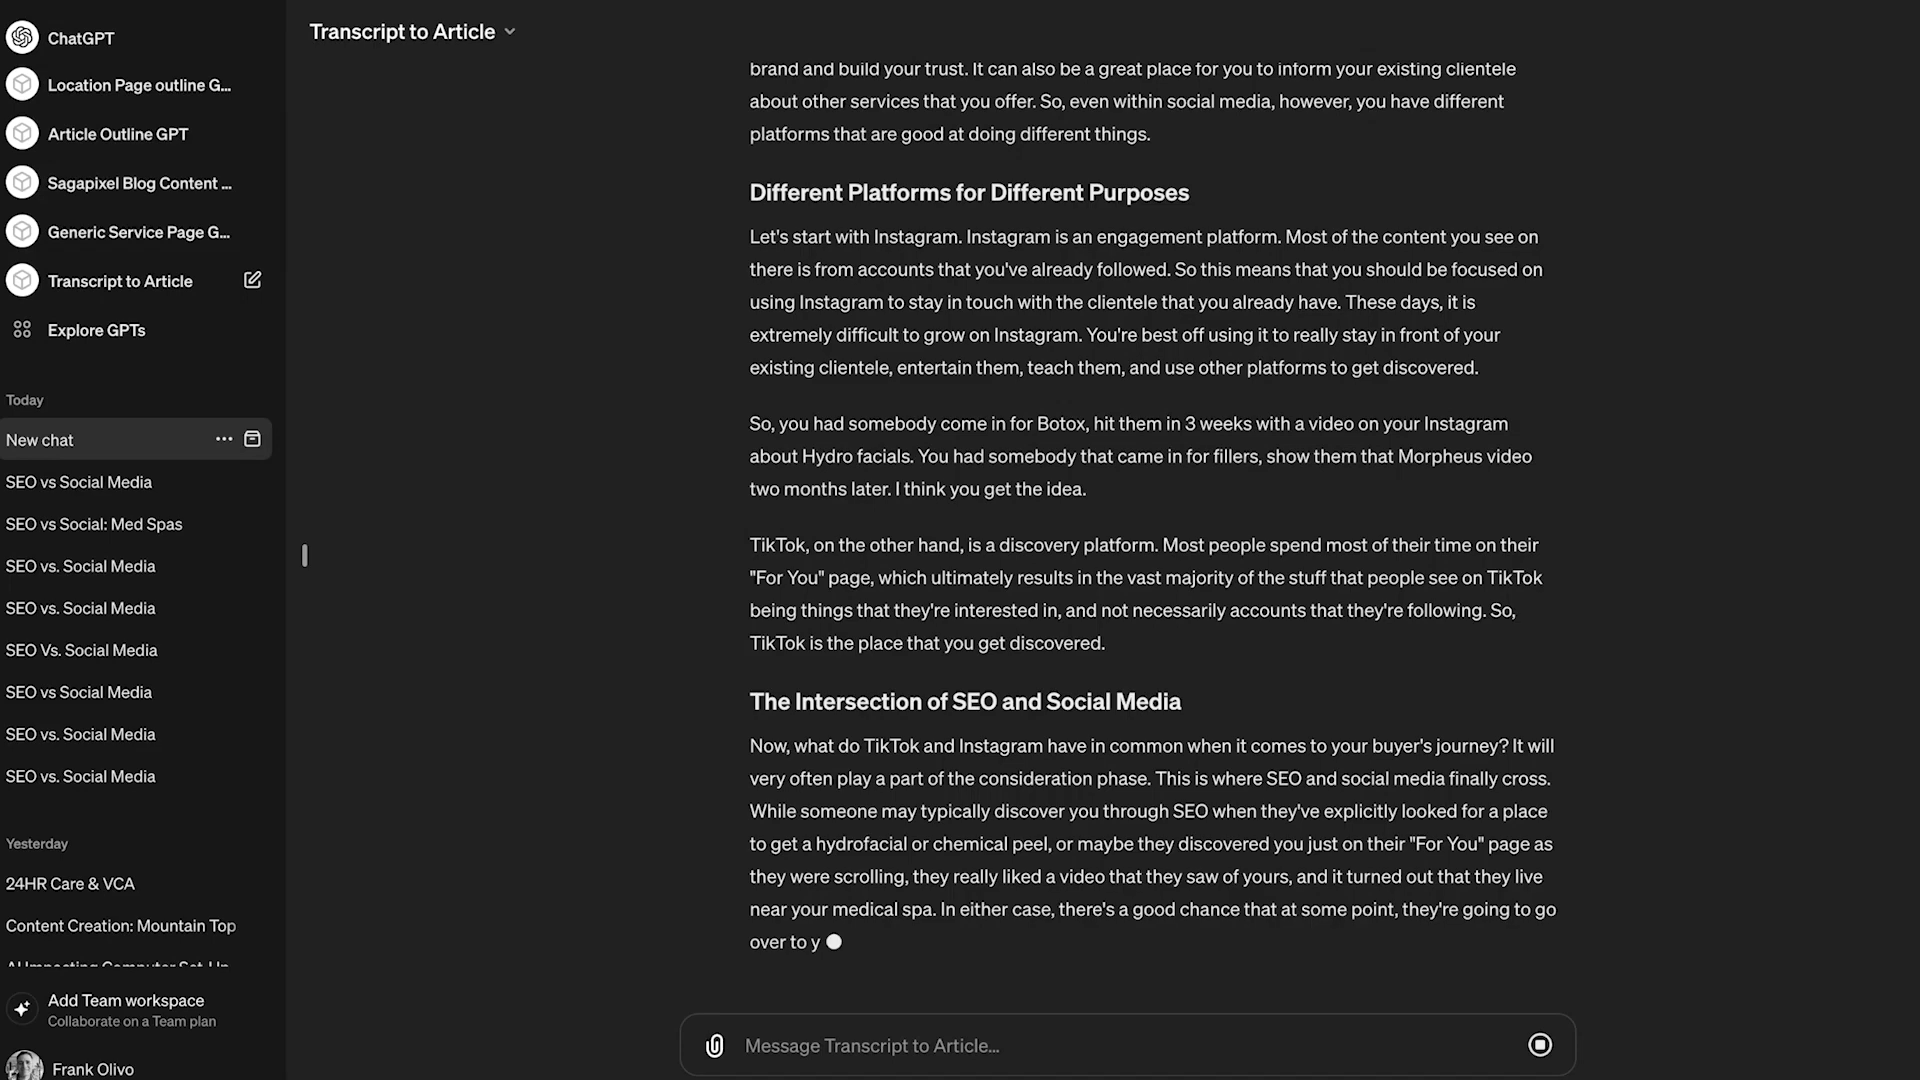 ChatGPT
Location Page outline G...
Article Outline GPT
Sagapixel Blog Content ...
Generic Service Page G...
Transcript to Article
Explore GPTs
Today
New chat
SEO vs Social Media
SEO vs Social: Med Spas
SEO vs. Social Media
SEO vs. Social Media
SEO Vs. Social Media
SEO vs Social Media
SEO vs. Social Media
SEO vs. Social Media
Yesterday
24HR Care & VCA
Content Creation: Mountain Top
AI Impacting Computer Set-Up
Add Team workspace
Collaborate on a Team plan
Frank Olivo
Transcript to Article
brand and build your trust. It can also be a great place for you to inform your existing clientele
about other services that you offer. So, even within social media, however, you have different
platforms that are good at doing different things.
Different Platforms for Different Purposes
Let's start with Instagram. Instagram is an engagement platform. Most of the content you see on
there is from accounts that you've already followed. So this means that you should be focused on
using Instagram to stay in touch with the clientele that you already have. These days, it is
extremely difficult to grow on Instagram. You're best off using it to really stay in front of your
existing clientele, entertain them, teach them, and use other platforms to get discovered.
So, you had somebody come in for Botox, hit them in 3 weeks with a video on your Instagram
about Hydro facials. You had somebody that came in for fillers, show them that Morpheus video
two months later. I think you get the idea.
TikTok, on the other hand, is a discovery platform. Most people spend most of their time on their
"For You" page, which ultimately results in the vast majority of the stuff that people see on TikTok
being things that they're interested in, and not necessarily accounts that they're following. So,
TikTok is the place that you get discovered.
The Intersection of SEO and Social Media
Now, what do TikTok and Instagram have in common when it comes to your buyer's journey? It will
very often play a part of the consideration phase. This is where SEO and social media finally cross.
While someone may typically discover you through SEO when they've explicitly looked for a place
to get a hydrofacial or chemical peel, or maybe they discovered you just on their "For You" page as
they were scrolling, they really liked a video that they saw of yours, and it turned out that they live
near your medical spa. In either case, there's a good chance that at some point, they're going to go
over to y
Message Transcript to Article...